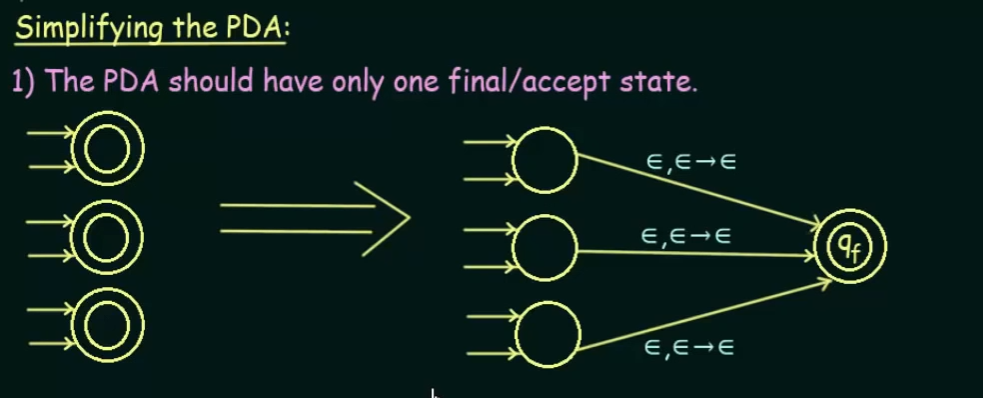 Simplifying the PDA:
1) The PDA should have only one final/accept state.
∈,∈→∈
∈,∈→∈
qf
∈,∈→∈